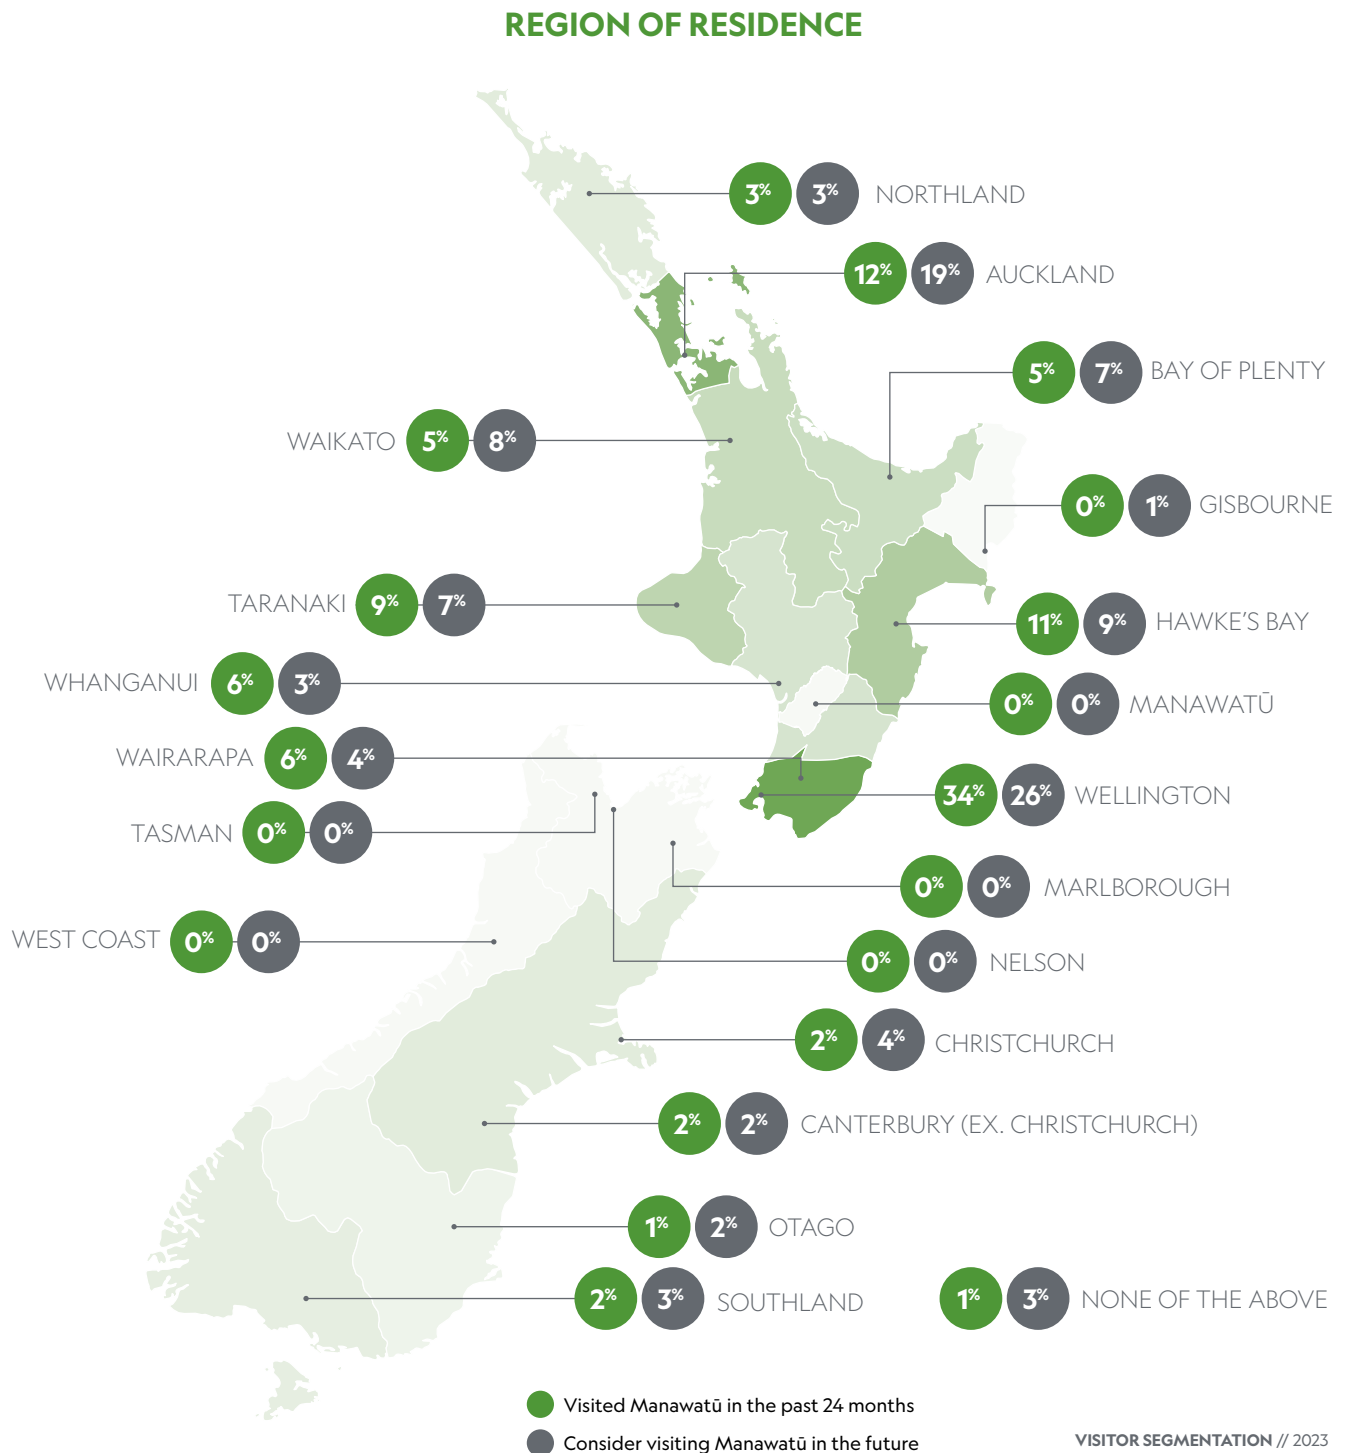 REGION OF RESIDENCE
3% 3% NORTHLAND
12% 19% AUCKLAND
5% 7% BAY OF PLENTY
WAIKATO 5% 8%
0% 1% GISBOURNE
TARANAKI 9% 7%
11% 9% HAWKE'S BAY
WHANGANUI 6% 3%
0% 0% MANAWATŪ
WAIRARAPA 6% 4%
34% 26% WELLINGTON
TASMAN 0% 0%
0% 0% MARLBOROUGH
WEST COAST 0% 0%
0% 0% NELSON
2% 4% CHRISTCHURCH
2% 2% CANTERBURY (EX. CHRISTCHURCH)
1% 2% OTAGO
2% 3% SOUTHLAND
1% 3% NONE OF THE ABOVE
Visited Manawatū in the past 24 months
Consider visiting Manawatū in the future
VISITOR SEGMENTATION // 2023